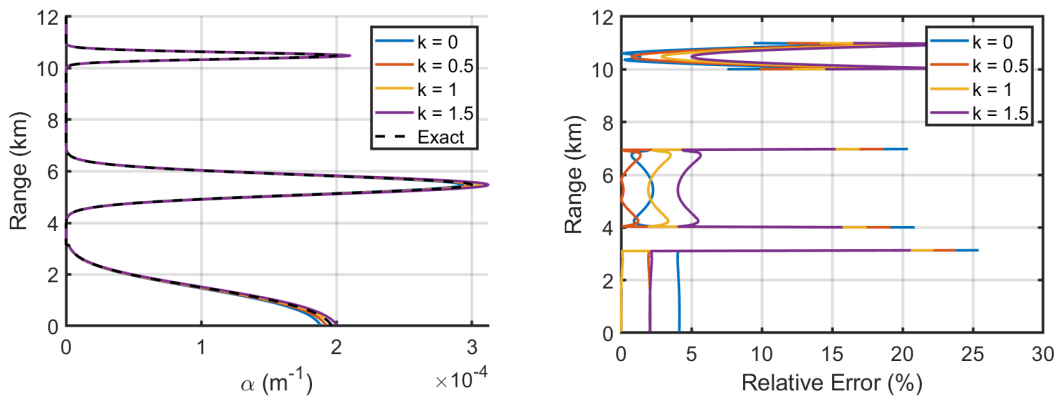 12
10
8
6
4
2
0
Range (km)
k = 0
k = 0.5
k = 1
k = 1.5
Exact
0 1 2 3
α (m⁻¹)
×10⁻⁴
12
10
8
6
4
2
0
Range (km)
k = 0
k = 0.5
k = 1
k = 1.5
0 5 10 15 20 25 30
Relative Error (%)